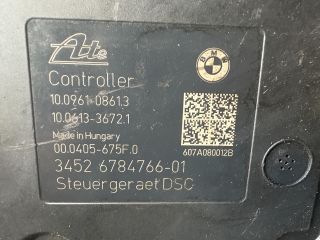 Ate
BMW
Controller
10.0961-0861.3
10.0613-3672.1
Made in Hungary
00.0405-675F.0
607A080012B
3452 6784766-01
Steuergeraet DSC